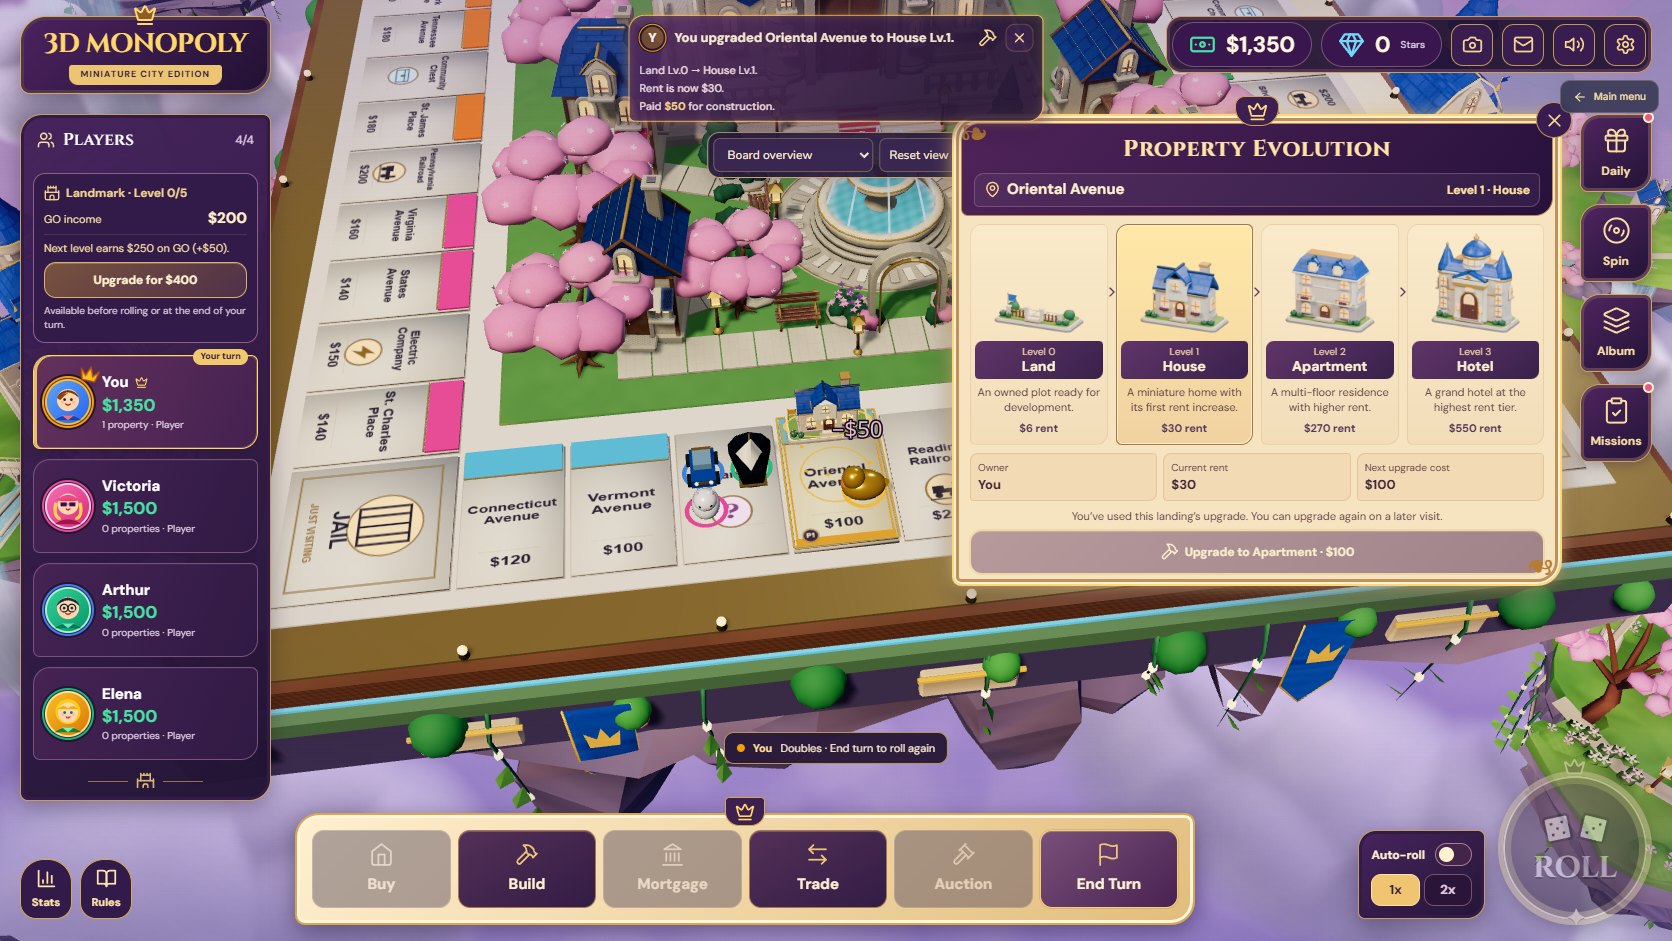 3D MONOPOLY
MINIATURE CITY EDITION
PLAYERS
4/4
Landmark · Level 0/5
GO income
$200
Next level earns $250 on GO (+$50).
Upgrade for $400
Available before rolling or at the end of your
turn.
Your turn
You
$1,350
1 property · Player
Victoria
$1,500
0 properties · Player
Arthur
$1,500
0 properties · Player
Elena
$1,500
0 properties · Player
Stats
Rules
Y
You upgraded Oriental Avenue to House Lv.1.
Land Lv.0 → House Lv.1.
Rent is now $30.
Paid $50 for construction.
Board overview
Reset view
$1,350
0 Stars
← Main menu
Daily
Spin
Album
Missions
PROPERTY EVOLUTION
Oriental Avenue
Level 1 · House
Level 0
Land
An owned plot ready for
development.
$6 rent
Level 1
House
A miniature home with
its first rent increase.
$30 rent
Level 2
Apartment
A multi-floor residence
with higher rent.
$270 rent
Level 3
Hotel
A grand hotel at the
highest rent tier.
$550 rent
Owner
You
Current rent
$30
Next upgrade cost
$100
You've used this landing's upgrade. You can upgrade again on a later visit.
Upgrade to Apartment · $100
Tennessee
Avenue
$180
Community
Chest
St. James
Place
$180
Pennsylvania
Railroad
$200
Virginia
Avenue
$160
States
Avenue
$140
Electric
Company
$150
St. Charles
Place
$140
JUST VISITING
JAIL
Connecticut
Avenue
$120
Vermont
Avenue
$100
?
-$50
$100
P1
$200
You Doubles · End turn to roll again
Buy
Build
Mortgage
Trade
Auction
End Turn
Auto-roll
1x
2x
ROLL